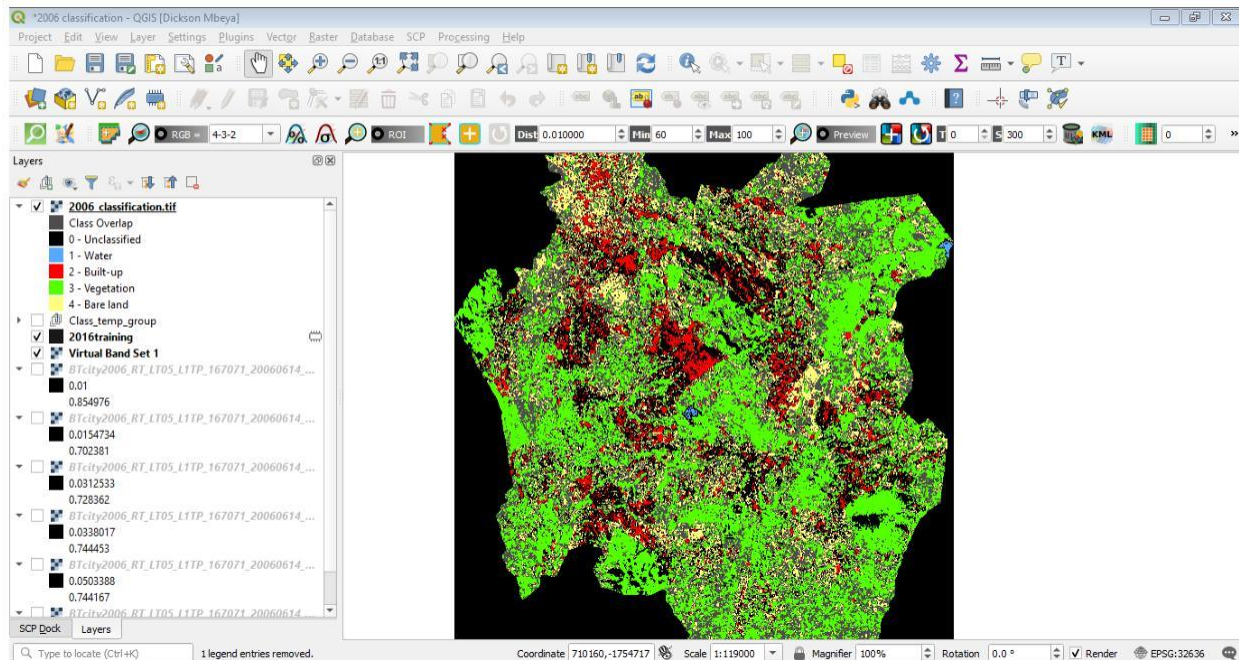 *2006 classification - QGIS [Dickson Mbeya]
Project Edit View Layer Settings Plugins Vector Raster Database SCP Processing Help
RGB = 4-3-2 ROI Dist 0.010000 Min 60 Max 100 Preview T 0 S 300 KML 0 »
Layers
2006 classification.tif
Class Overlap
0 - Unclassified
1 - Water
2 - Built-up
3 - Vegetation
4 - Bare land
Class_temp_group
2016training
Virtual Band Set 1
BTcity2006_RT_LT05_L1TP_167071_20060614_...
0.01
0.854976
BTcity2006_RT_LT05_L1TP_167071_20060614_...
0.0154734
0.702381
BTcity2006_RT_LT05_L1TP_167071_20060614_...
0.0312533
0.728362
BTcity2006_RT_LT05_L1TP_167071_20060614_...
0.0338017
0.744453
BTcity2006_RT_LT05_L1TP_167071_20060614_...
0.0503388
0.744167
BTcity2006_RT_LT05_L1TP_167071_20060614_...
SCP Dock Layers
Type to locate (Ctrl+K) 1 legend entries removed. Coordinate 710160,-1754717 Scale 1:119000 Magnifier 100% Rotation 0.0 ° Render EPSG:32636